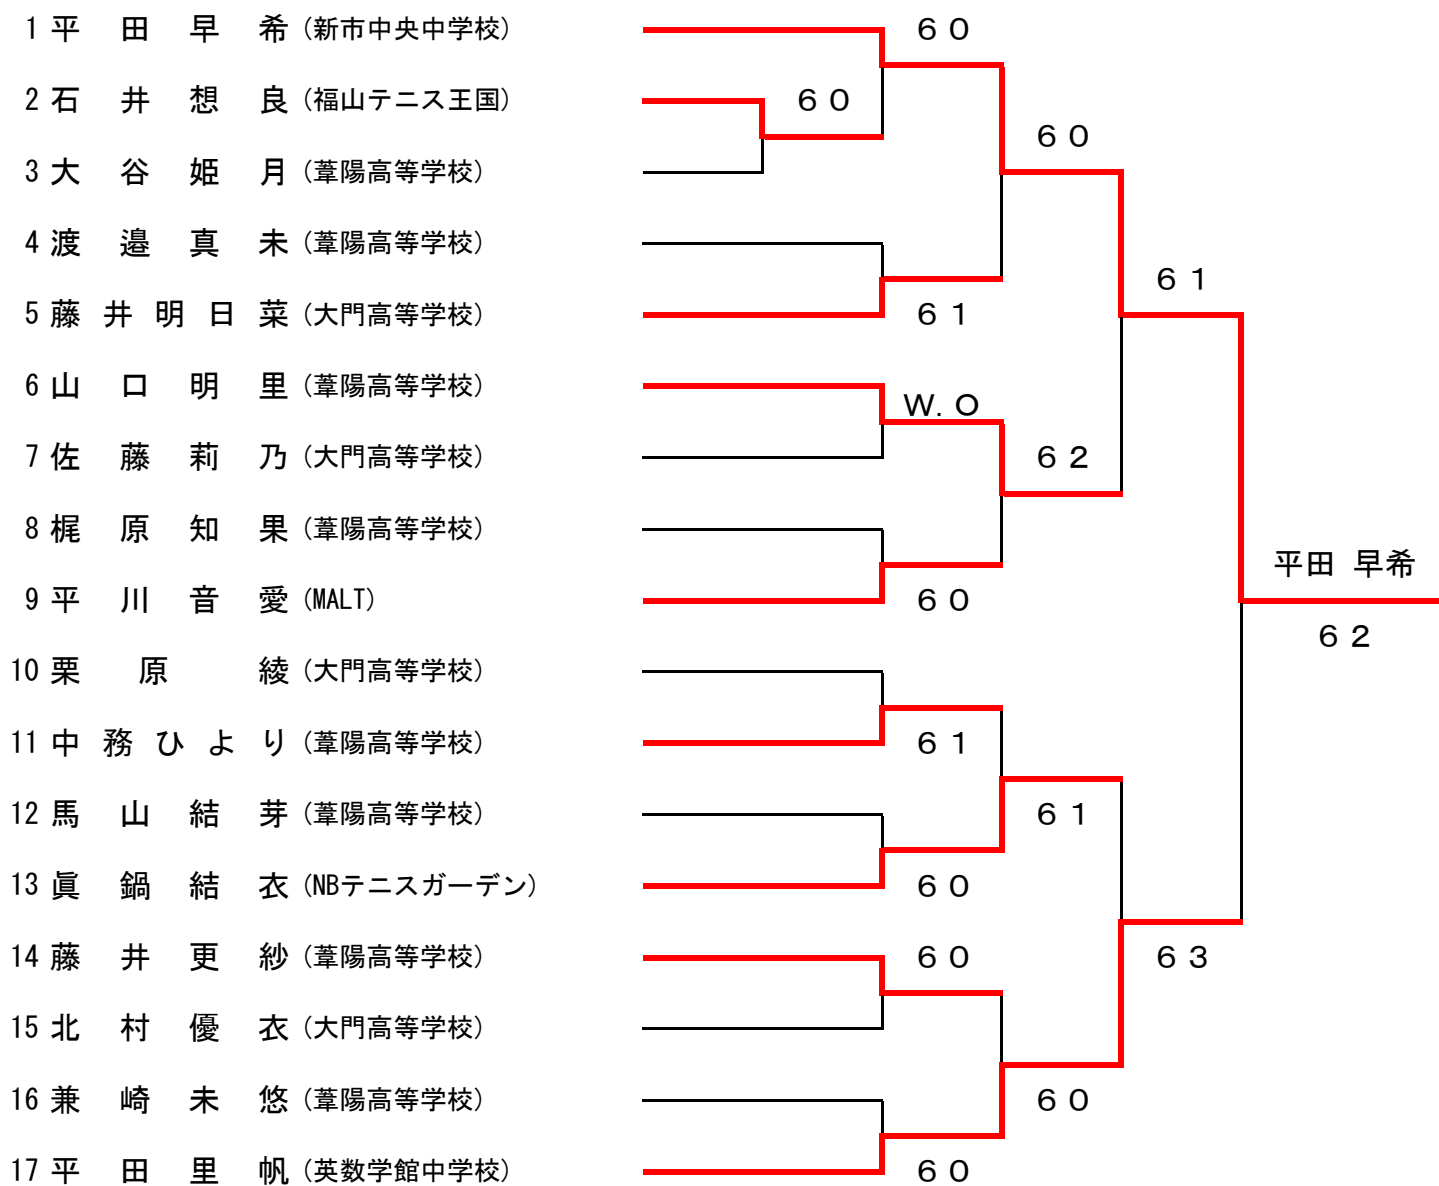 1 平 田 早 希 (新市中央中学校) ６０
2 石 井 想 良 (福山テニス王国) ６０
６０
3 大 谷 姫 月 (葦陽高等学校)
4 渡 邉 真 未 (葦陽高等学校)
６１
5 藤 井 明 日 菜 (大門高等学校) ６１
6 山 口 明 里 (葦陽高等学校)
Ｗ.Ｏ
7 佐 藤 莉 乃 (大門高等学校) ６２
8 梶 原 知 果 (葦陽高等学校)
平田 早希
9 平 川 音 愛 (MALT) ６０
６２
10 栗 原 綾 (大門高等学校)
11 中 務 ひ よ り (葦陽高等学校) ６１
12 馬 山 結 芽 (葦陽高等学校) ６１
13 眞 鍋 結 衣 (NBテニスガーデン) ６０
14 藤 井 更 紗 (葦陽高等学校) ６０ ６３
15 北 村 優 衣 (大門高等学校)
16 兼 崎 未 悠 (葦陽高等学校) ６０
17 平 田 里 帆 (英数学館中学校) ６０